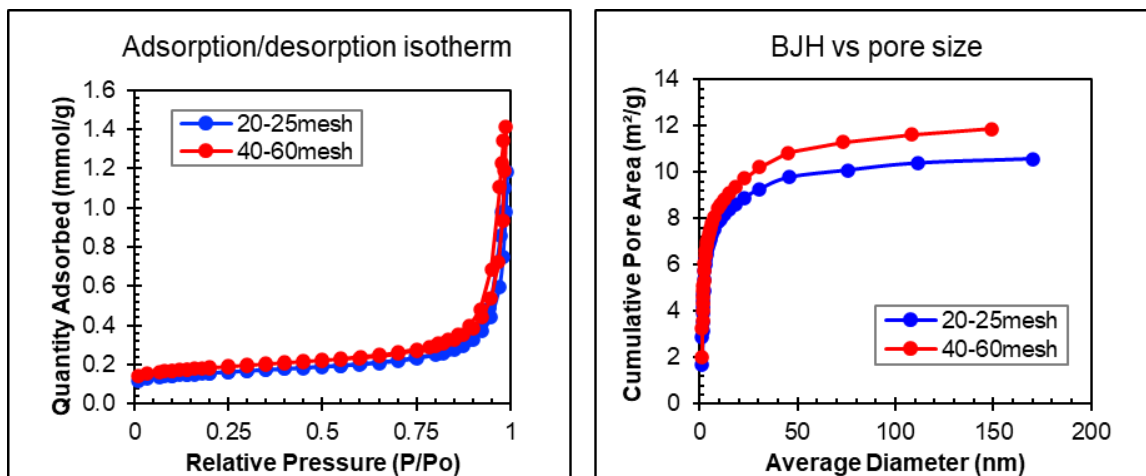 Adsorption/desorption isotherm
Quantity Adsorbed (mmol/g)
1.6
1.4
1.2
1.0
0.8
0.6
0.4
0.2
0.0
20-25mesh
40-60mesh
0 0.25 0.5 0.75 1
Relative Pressure (P/Po)
BJH vs pore size
Cumulative Pore Area (m²/g)
14
12
10
8
6
4
2
0
20-25mesh
40-60mesh
0 50 100 150 200
Average Diameter (nm)